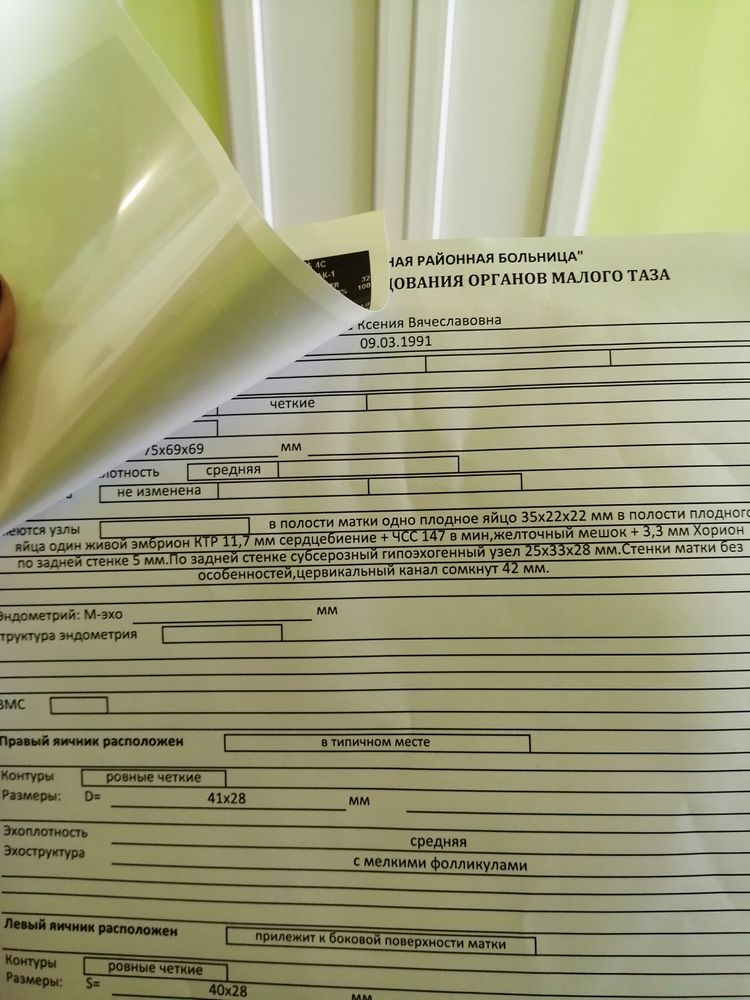 4С
К-1
37
100
НАЯ РАЙОННАЯ БОЛЬНИЦА"
ДОВАНИЯ ОРГАНОВ МАЛОГО ТАЗА
Ксения Вячеславовна
09.03.1991
четкие
75х69х69 мм
лотность средняя
не изменена
меются узлы в полости матки одно плодное яйцо 35х22х22 мм в полости плодного
яйца один живой эмбрион КТР 11,7 мм сердцебиение + ЧСС 147 в мин,желточный мешок + 3,3 мм Хорион
по задней стенке 5 мм.По задней стенке субсерозный гипоэхогенный узел 25х33х28 мм.Стенки матки без
особенностей,цервикальный канал сомкнут 42 мм.
Эндометрий: М-эхо мм
труктура эндометрия
ВМС
Правый яичник расположен в типичном месте
Контуры ровные четкие
Размеры: D= 41х28 мм
Эхоплотность средняя
Эхоструктура с мелкими фолликулами
Левый яичник расположен прилежит к боковой поверхности матки
Контуры ровные четкие
Размеры: S= 40х28 мм